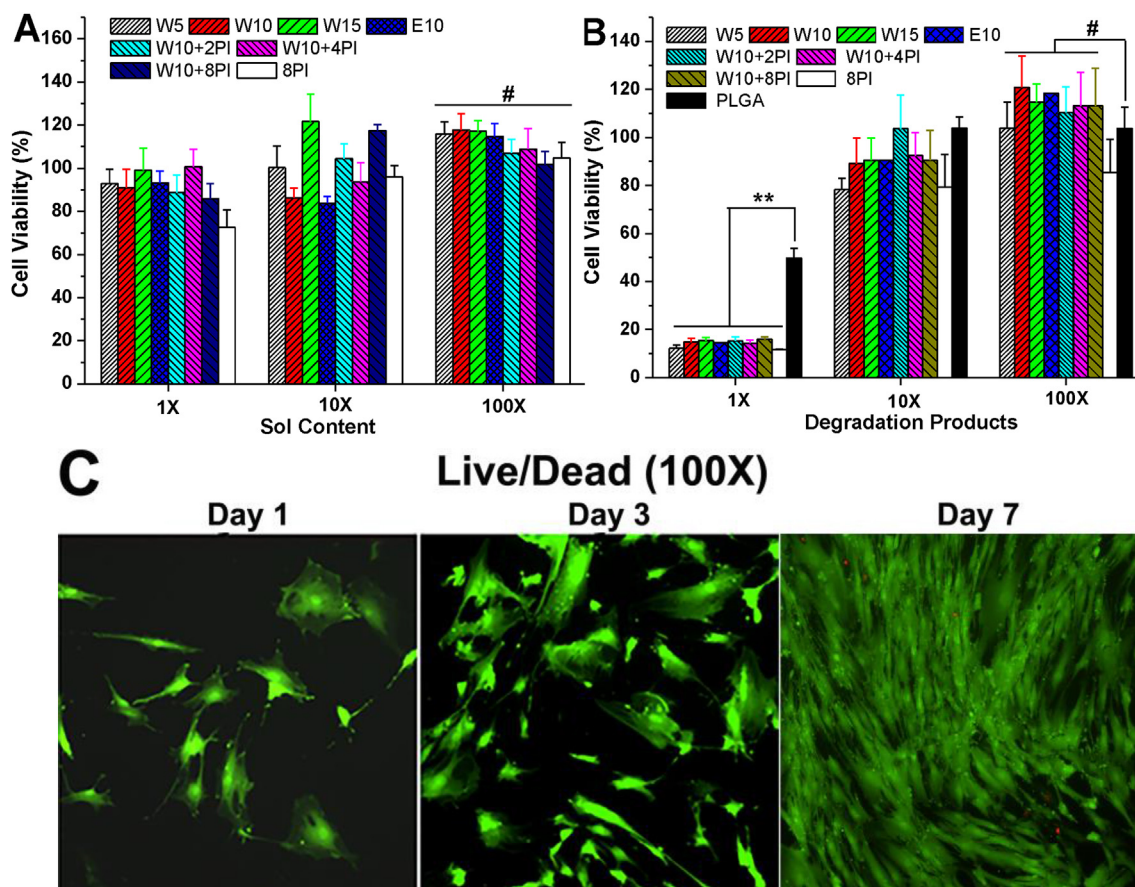 A
W5 W10 W15 E10
W10+2PI W10+4PI
W10+8PI 8PI
#
160
140
120
100
80
60
40
20
0
Cell Viability (%)
1X 10X 100X
Sol Content
B
W5 W10 W15 E10
W10+2PI W10+4PI
W10+8PI 8PI
PLGA
#
**
140
120
100
80
60
40
20
0
Cell Viability (%)
1X 10X 100X
Degradation Products
C Live/Dead (100X)
Day 1 Day 3 Day 7